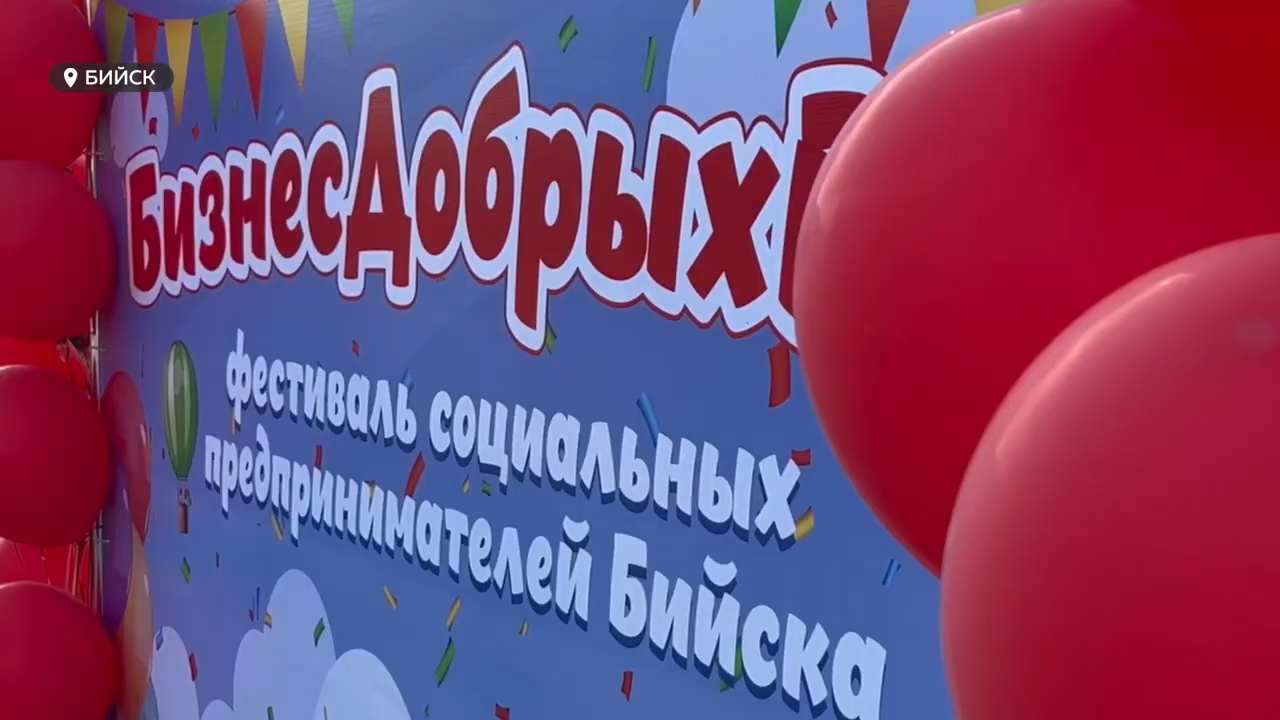 БИЙСК
БизнесДобрых
фестиваль социальных
предпринимателей Бийска